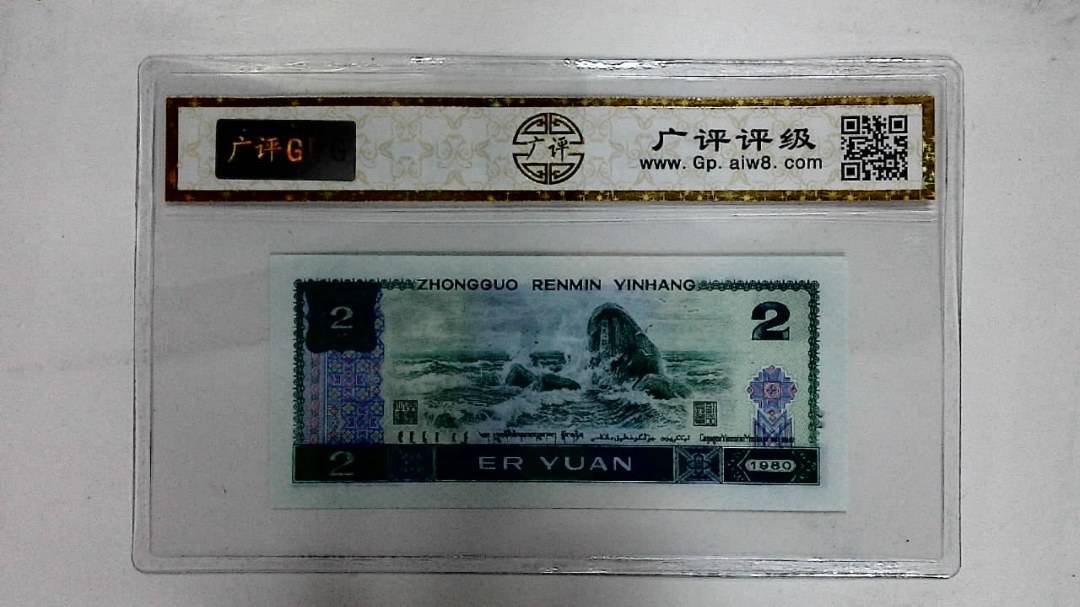 广评G
广评
广评评级
www.Gp.aiw8.com
ZHONGGUO RENMIN YINHANG
2
2
2
ER YUAN
1980